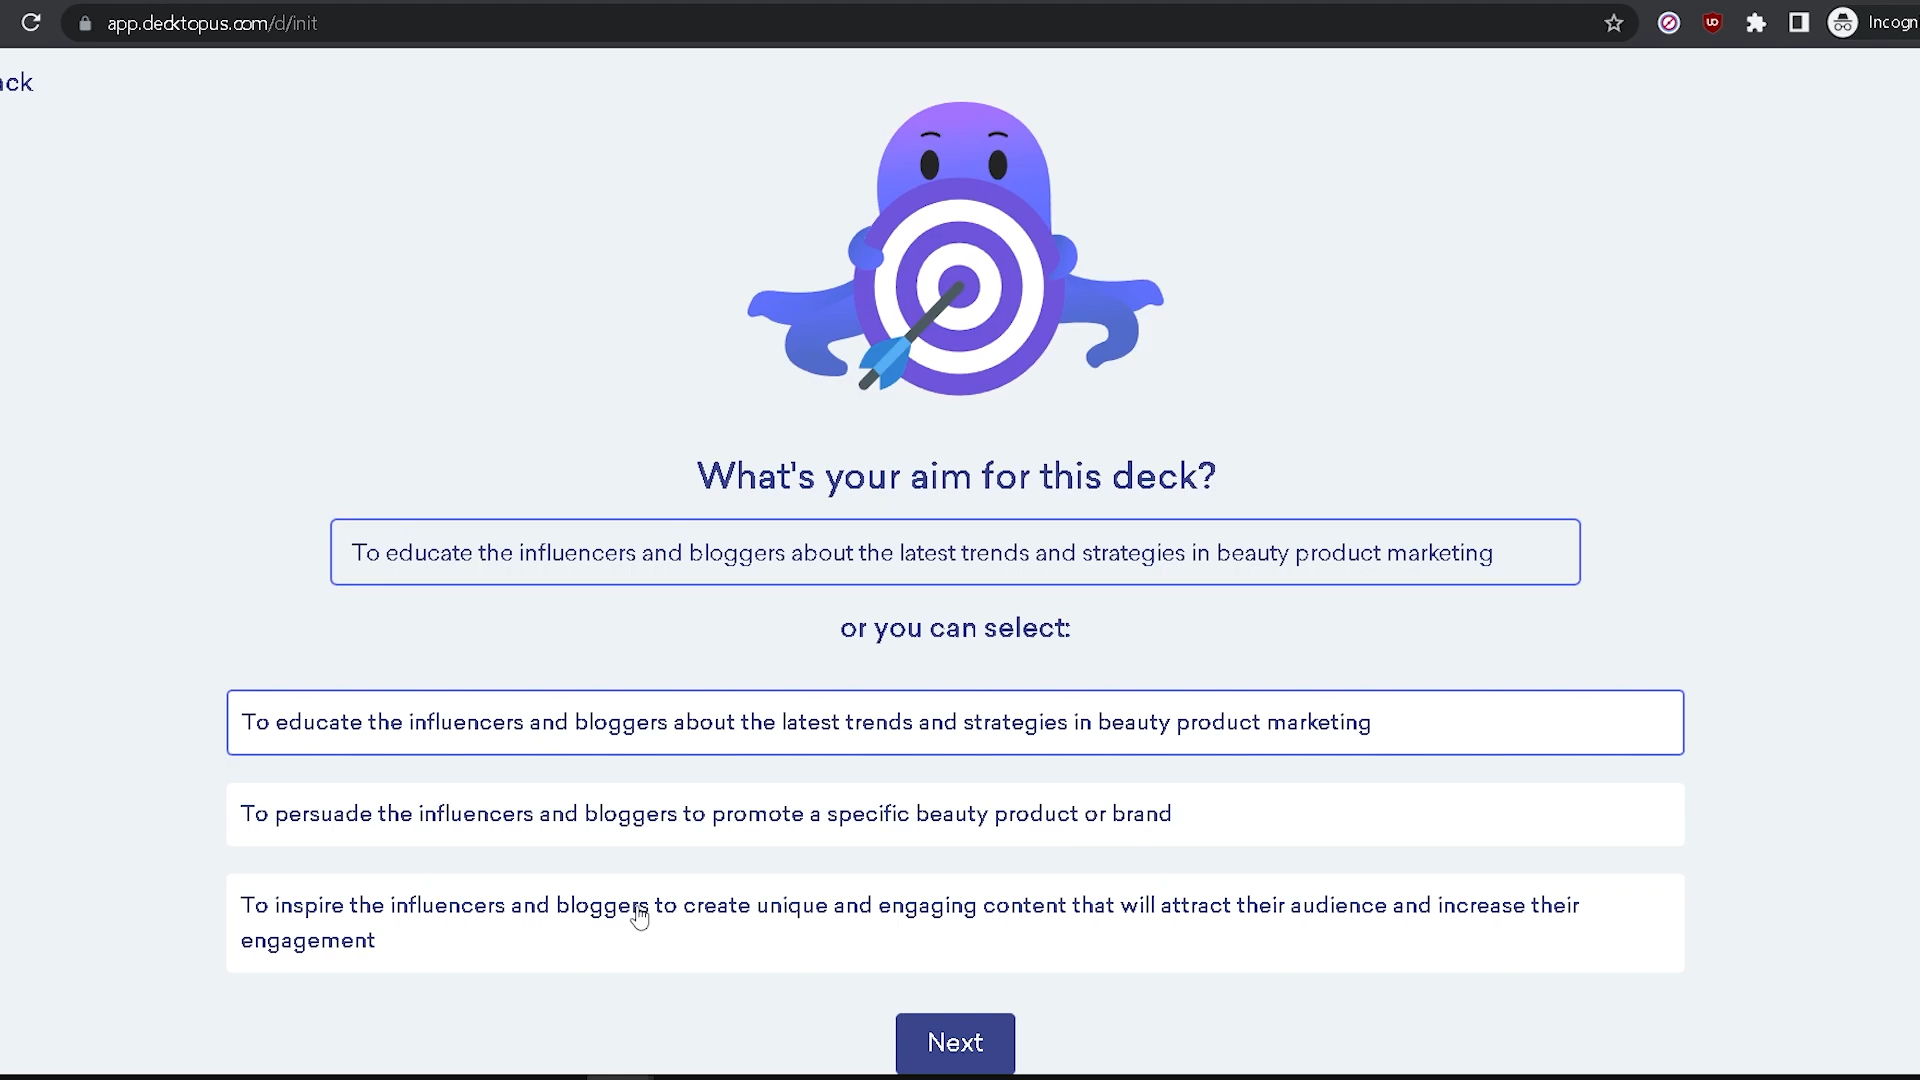 app.decktopus.com/d/init
Incogn
ack
What's your aim for this deck?
To educate the influencers and bloggers about the latest trends and strategies in beauty product marketing
or you can select:
To educate the influencers and bloggers about the latest trends and strategies in beauty product marketing
To persuade the influencers and bloggers to promote a specific beauty product or brand
To inspire the influencers and bloggers to create unique and engaging content that will attract their audience and increase their
engagement
Next